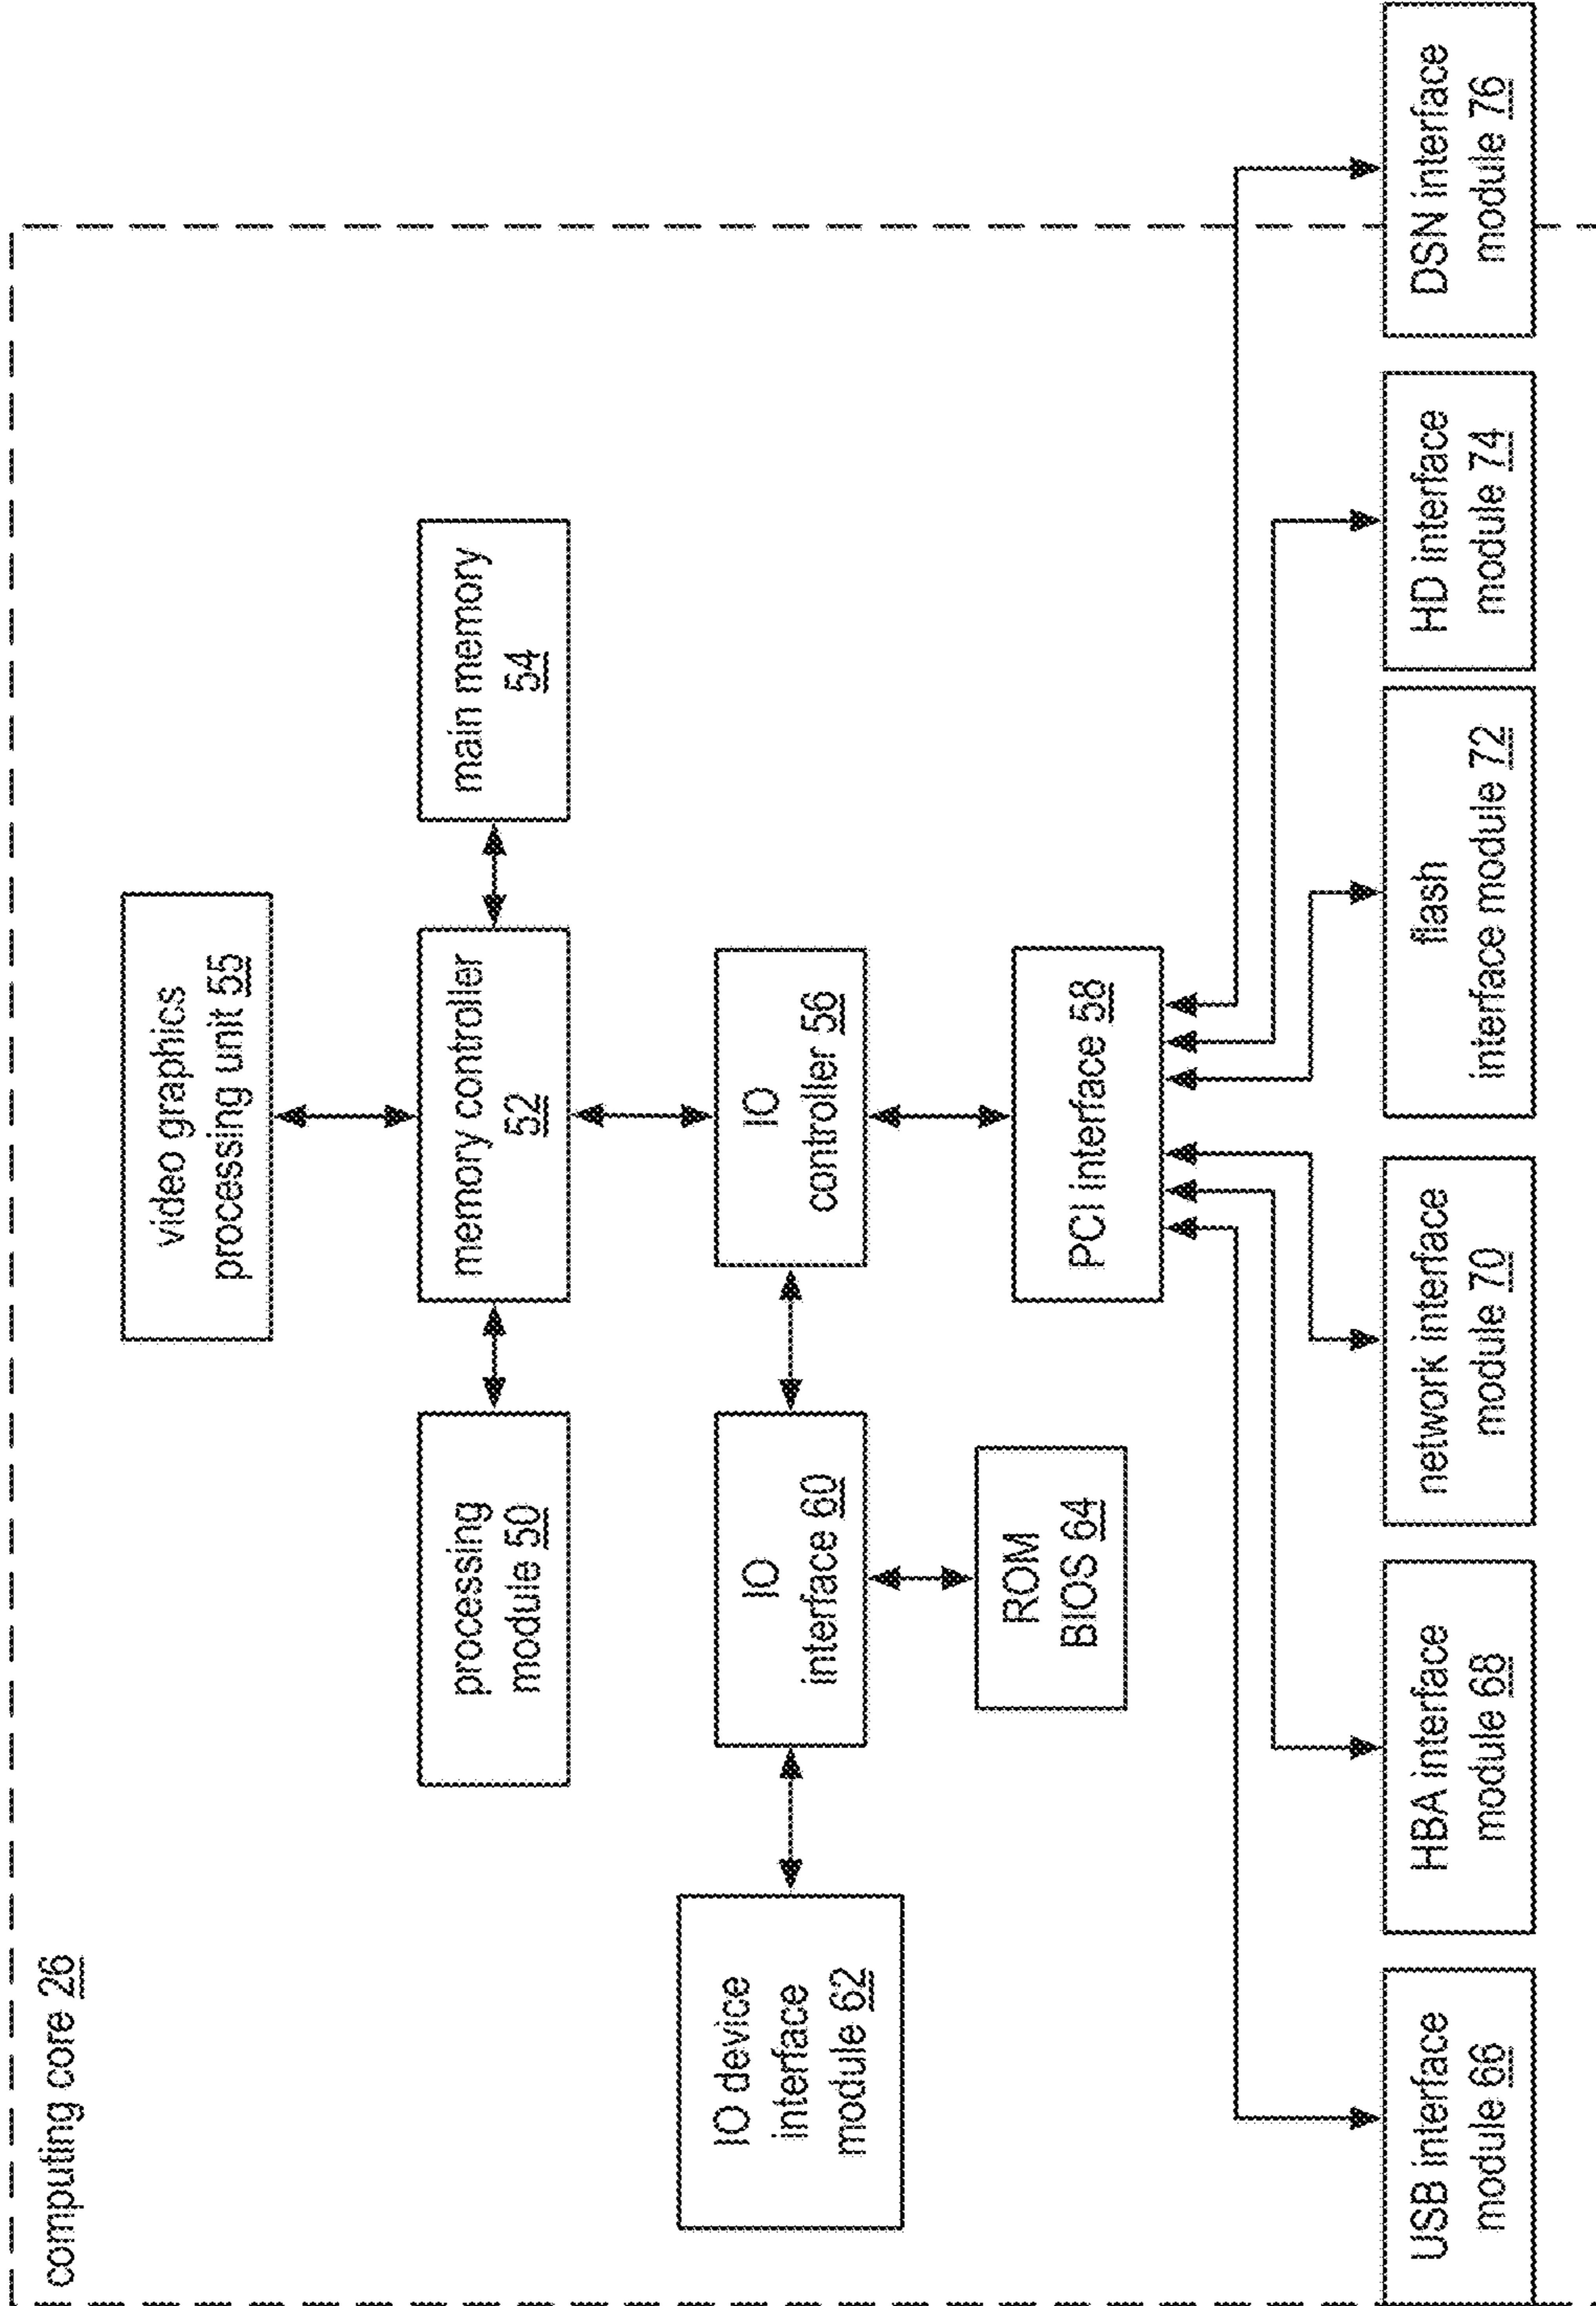 computing core 26
video graphics
processing unit 55
processing
module 50
memory controller
52
main memory
54
IO device
interface
module 62
IO
interface 60
IO
controller 56
ROM
BIOS 64
PCI interface 58
USB interface
module 66
HBA interface
module 68
network interface
module 70
flash
interface module 72
HD interface
module 74
DSN interface
module 76